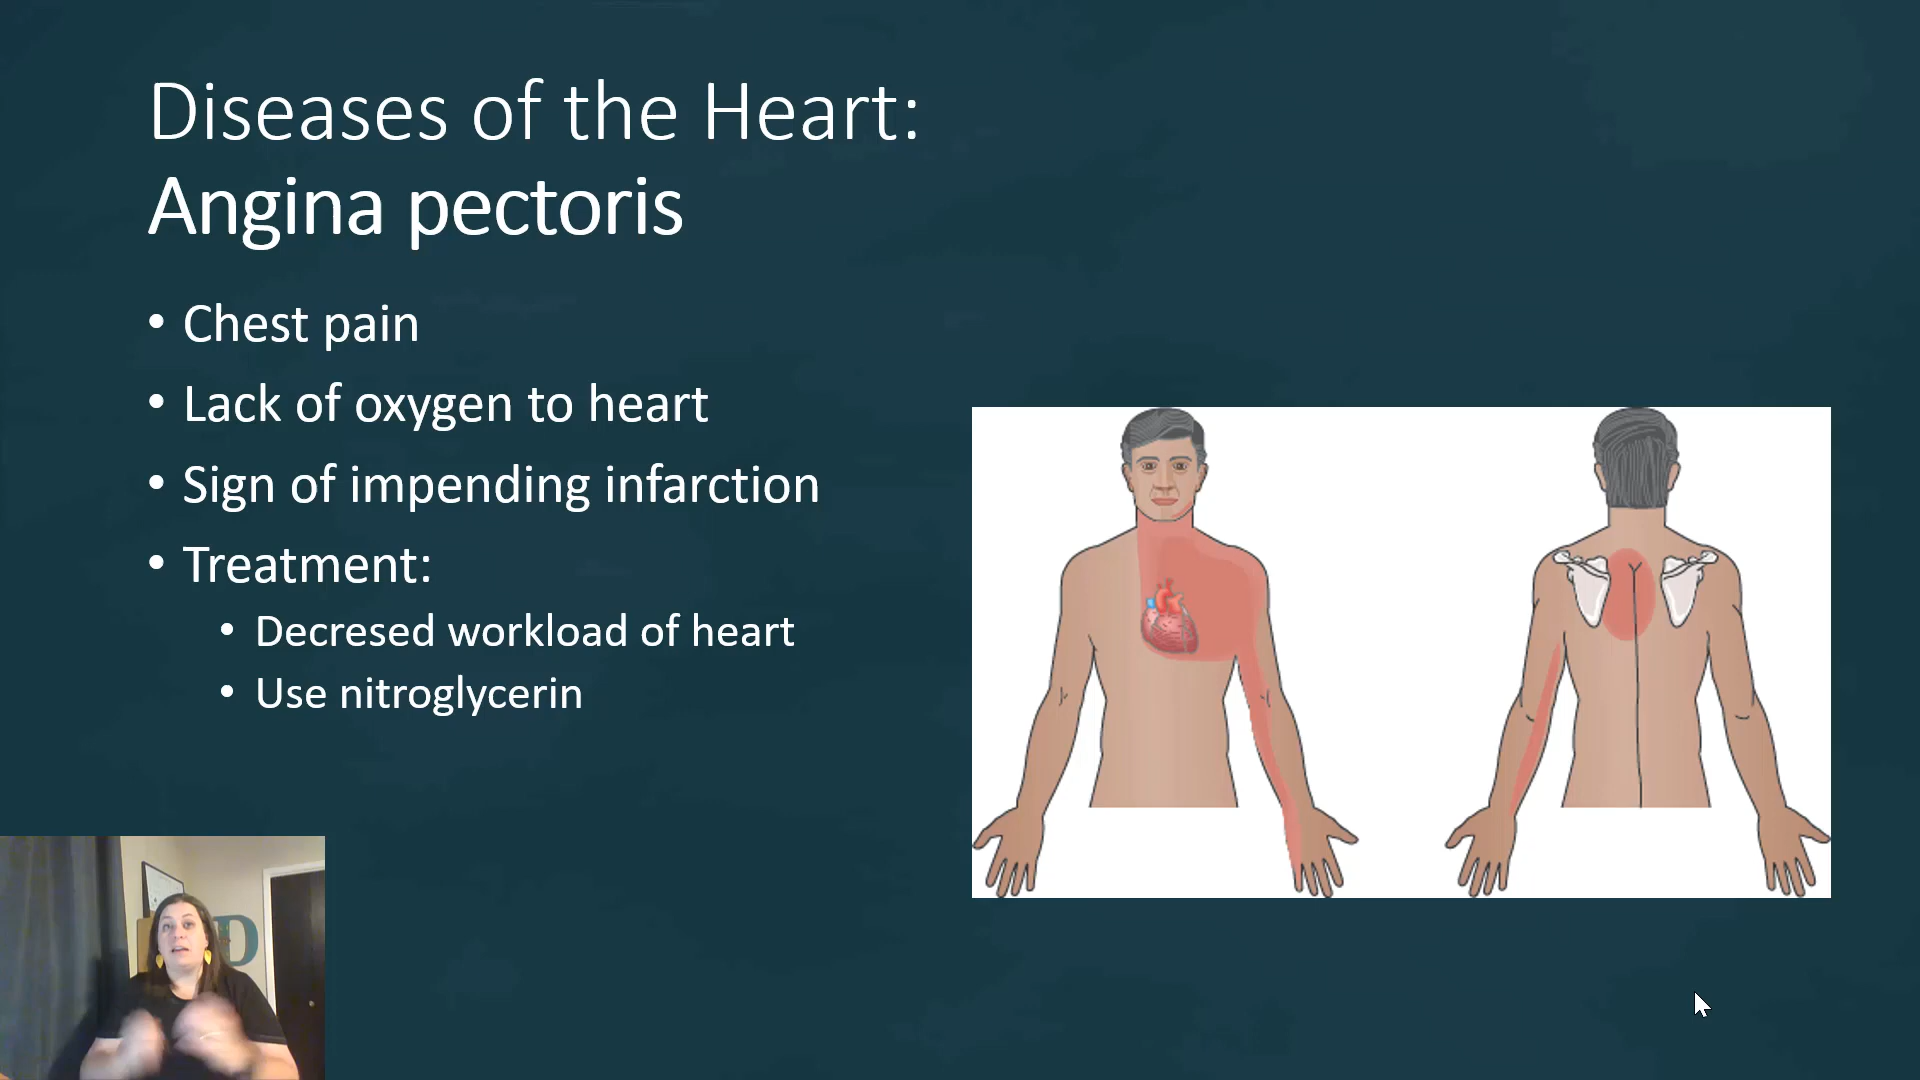 Diseases of the Heart:
Angina pectoris
• Chest pain
• Lack of oxygen to heart
• Sign of impending infarction
• Treatment:
• Decresed workload of heart
• Use nitroglycerin
D